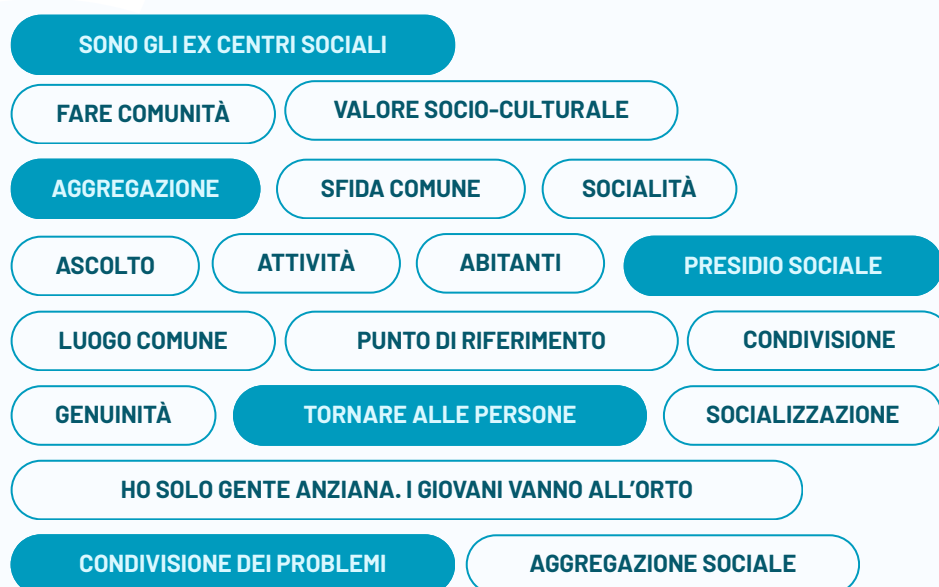 SONO GLI EX CENTRI SOCIALI
FARE COMUNITÀ
VALORE SOCIO-CULTURALE
AGGREGAZIONE
SFIDA COMUNE
SOCIALITÀ
ASCOLTO
ATTIVITÀ
ABITANTI
PRESIDIO SOCIALE
LUOGO COMUNE
PUNTO DI RIFERIMENTO
CONDIVISIONE
GENUINITÀ
TORNARE ALLE PERSONE
SOCIALIZZAZIONE
HO SOLO GENTE ANZIANA. I GIOVANI VANNO ALL'ORTO
CONDIVISIONE DEI PROBLEMI
AGGREGAZIONE SOCIALE